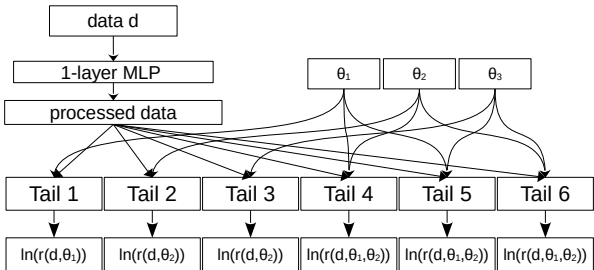 data d
1-layer MLP
θ₁ θ₂ θ₃
processed data
Tail 1 Tail 2 Tail 3 Tail 4 Tail 5 Tail 6
ln(r(d,θ₁)) ln(r(d,θ₂)) ln(r(d,θ₂)) ln(r(d,θ₁,θ₂)) ln(r(d,θ₁,θ₂)) ln(r(d,θ₁,θ₂))